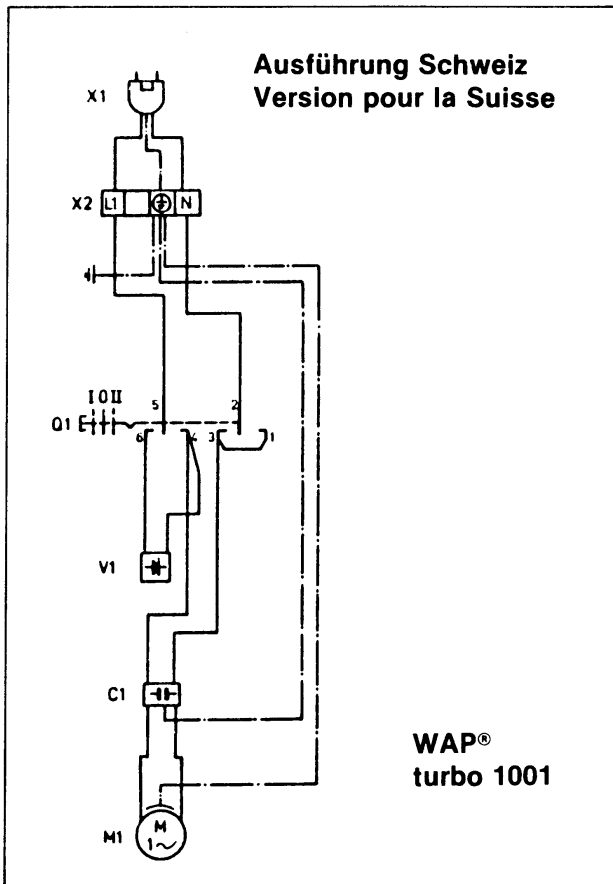 Ausführung Schweiz
Version pour la Suisse
X1
X2 L1 N
I 0 II
5 2
Q1
6 4 3 1
V1
C1
WAP®
turbo 1001
M1
M
1~